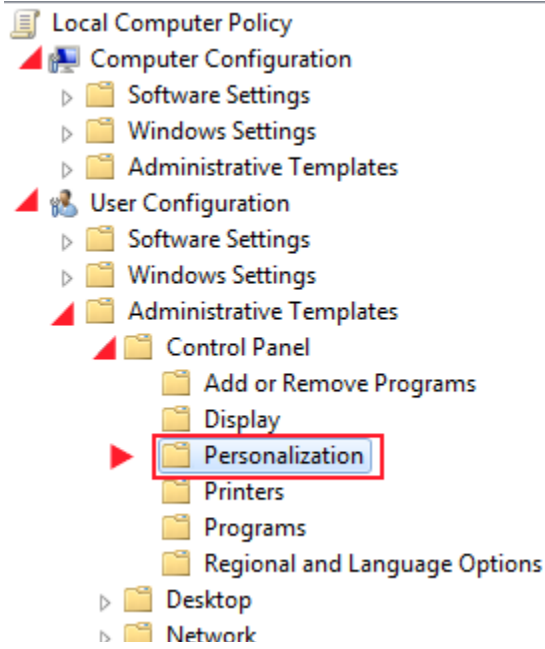 Local Computer Policy
Computer Configuration
Software Settings
Windows Settings
Administrative Templates
User Configuration
Software Settings
Windows Settings
Administrative Templates
Control Panel
Add or Remove Programs
Display
Personalization
Printers
Programs
Regional and Language Options
Desktop
Network